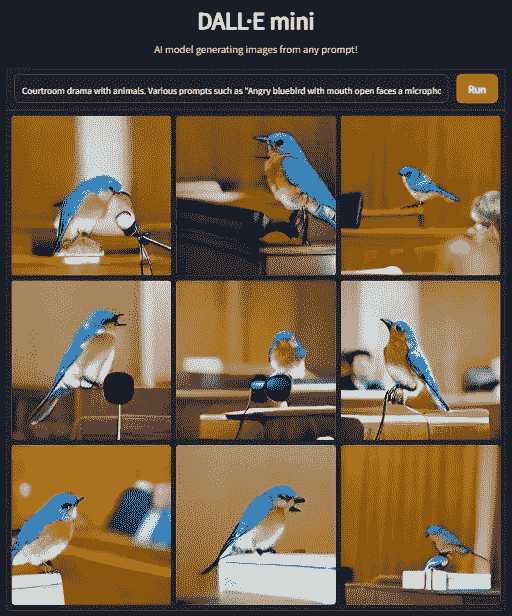 DALL·E mini
AI model generating images from any prompt!
Courtroom drama with animals. Various prompts such as "Angry bluebird with mouth open faces a micropho
Run